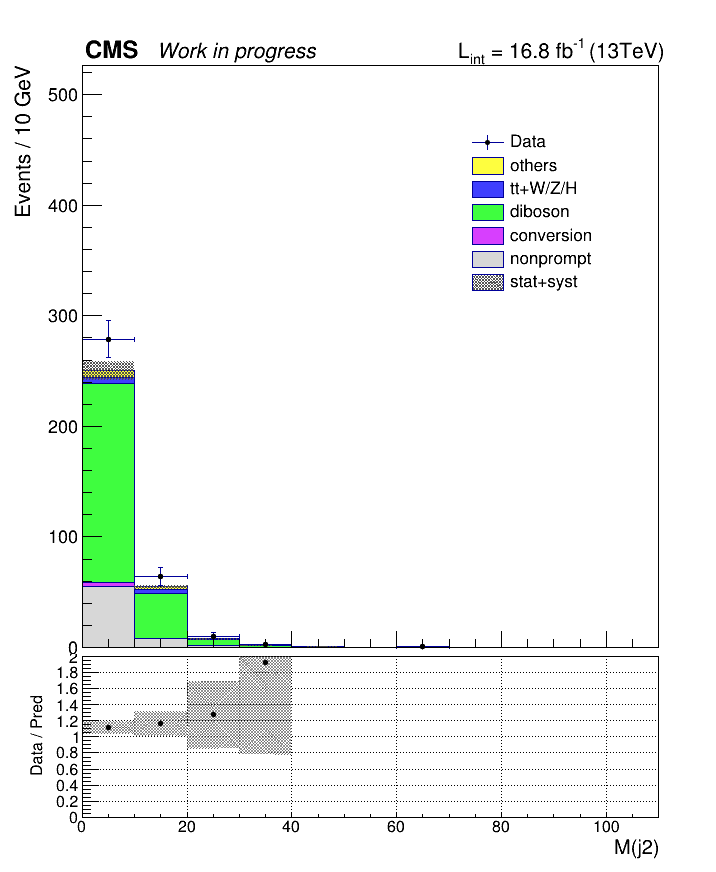 CMS Work in progress L_int = 16.8 fb^-1 (13TeV)
Events / 10 GeV
500
400
300
200
100
0
Data
others
tt+W/Z/H
diboson
conversion
nonprompt
stat+syst
Data / Pred
2
1.8
1.6
1.4
1.2
1
0.8
0.6
0.4
0.2
0
0 20 40 60 80 100
M(j2)